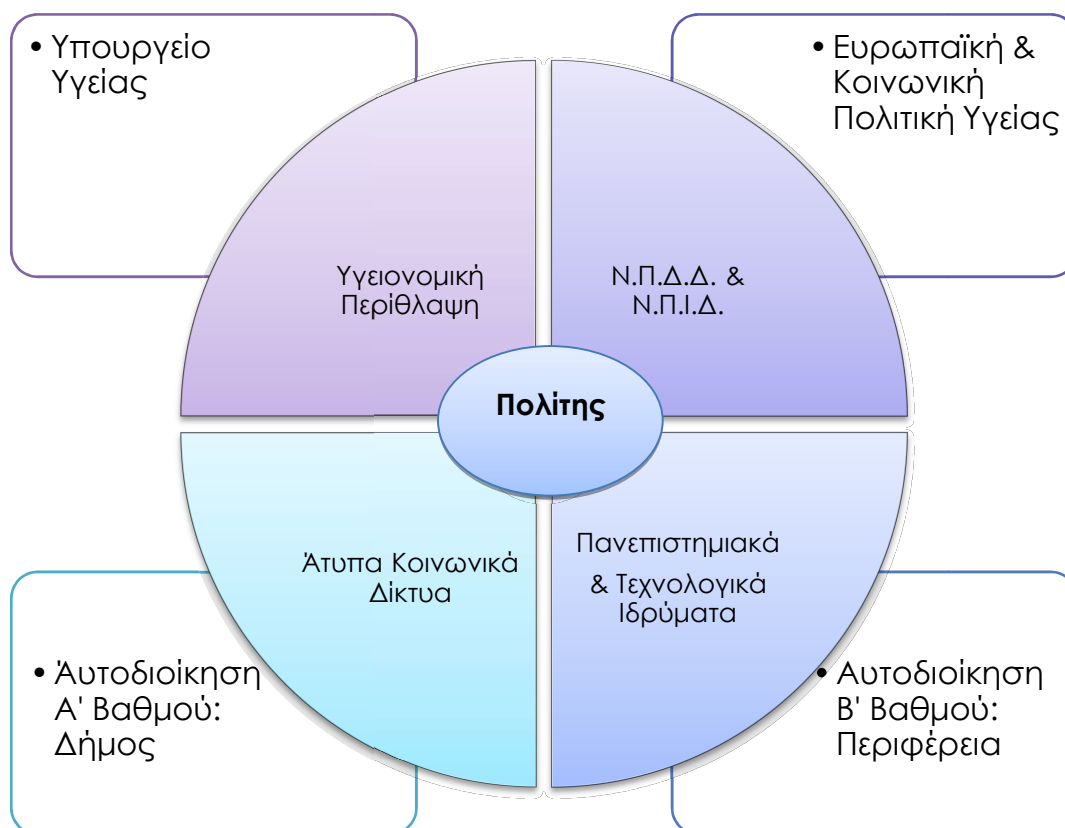 • Υπουργείο
Υγείας
• Ευρωπαϊκή &
Κοινωνική
Πολιτική Υγείας
Υγειονομική
Περίθλαψη
Ν.Π.Δ.Δ. &
Ν.Π.Ι.Δ.
Πολίτης
Άτυπα Κοινωνικά
Δίκτυα
Πανεπιστημιακά
& Τεχνολογικά
Ιδρύματα
• Άυτοδιοίκηση
Α' Βαθμού:
Δήμος
• Αυτοδιοίκηση
Β' Βαθμού:
Περιφέρεια